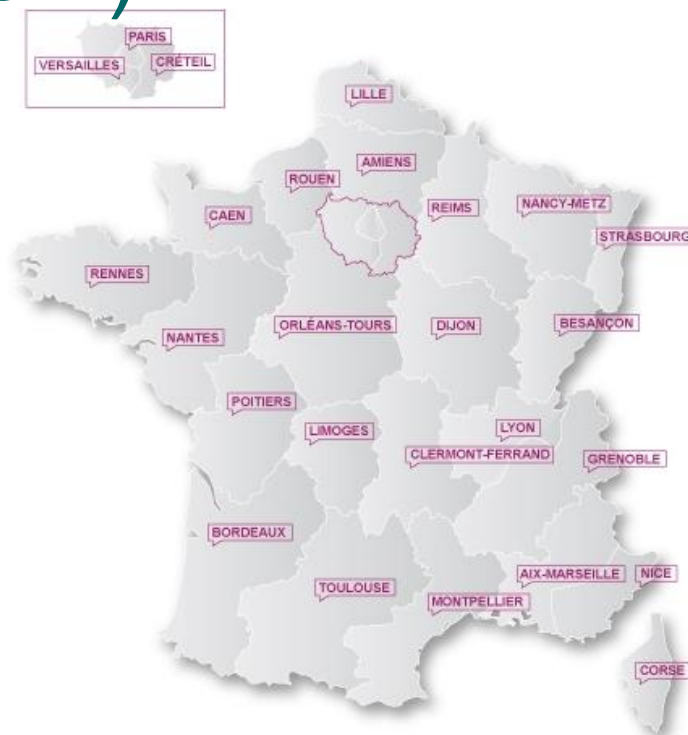 PARIS
VERSAILLES
CRÉTEIL
LILLE
AMIENS
ROUEN
CAEN
REIMS
NANCY-METZ
STRASBOURG
RENNES
NANTES
ORLÉANS-TOURS
DIJON
BESANÇON
POITIERS
LIMOGES
LYON
CLERMONT-FERRAND
GRENOBLE
BORDEAUX
TOULOUSE
AIX-MARSEILLE
NICE
MONTPELLIER
CORSE